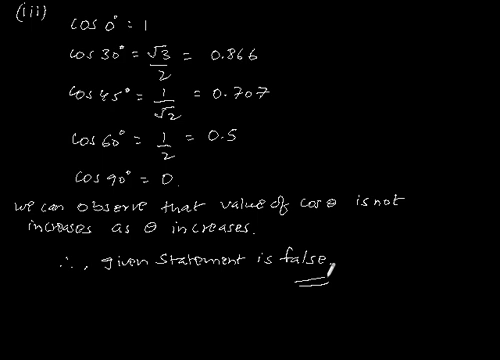 (iii)
cos 0° = 1
cos 30° = √3/2 = 0.866
cos 45° = 1/√2 = 0.707
cos 60° = 1/2 = 0.5
cos 90° = 0.
we can observe that value of cos θ is not
increases as θ increases.
∴, given statement is false.